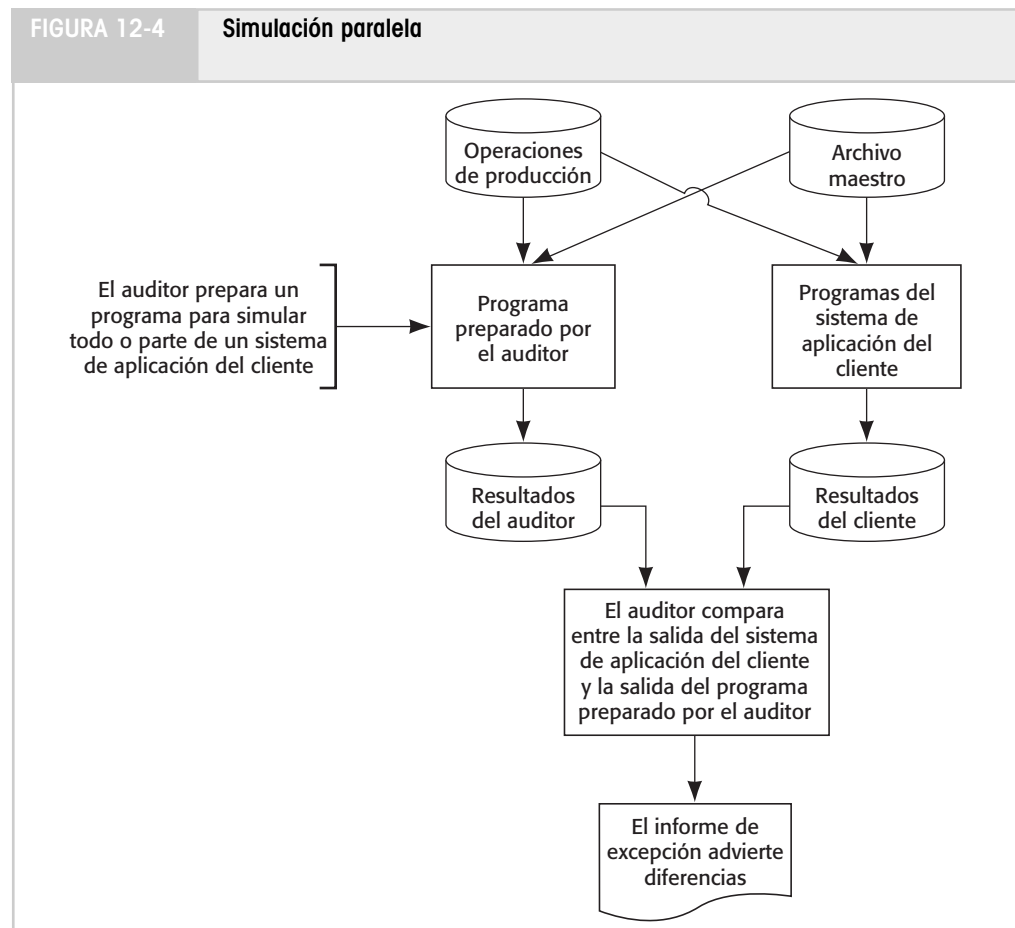 FIGURA 12-4
Simulación paralela
Operaciones
de producción
Archivo
maestro
El auditor prepara un
programa para simular
todo o parte de un sistema
de aplicación del cliente
Programa
preparado por
el auditor
Programas del
sistema de
aplicación del
cliente
Resultados
del auditor
Resultados
del cliente
El auditor compara
entre la salida del sistema
de aplicación del cliente
y la salida del programa
preparado por el auditor
El informe de
excepción advierte
diferencias